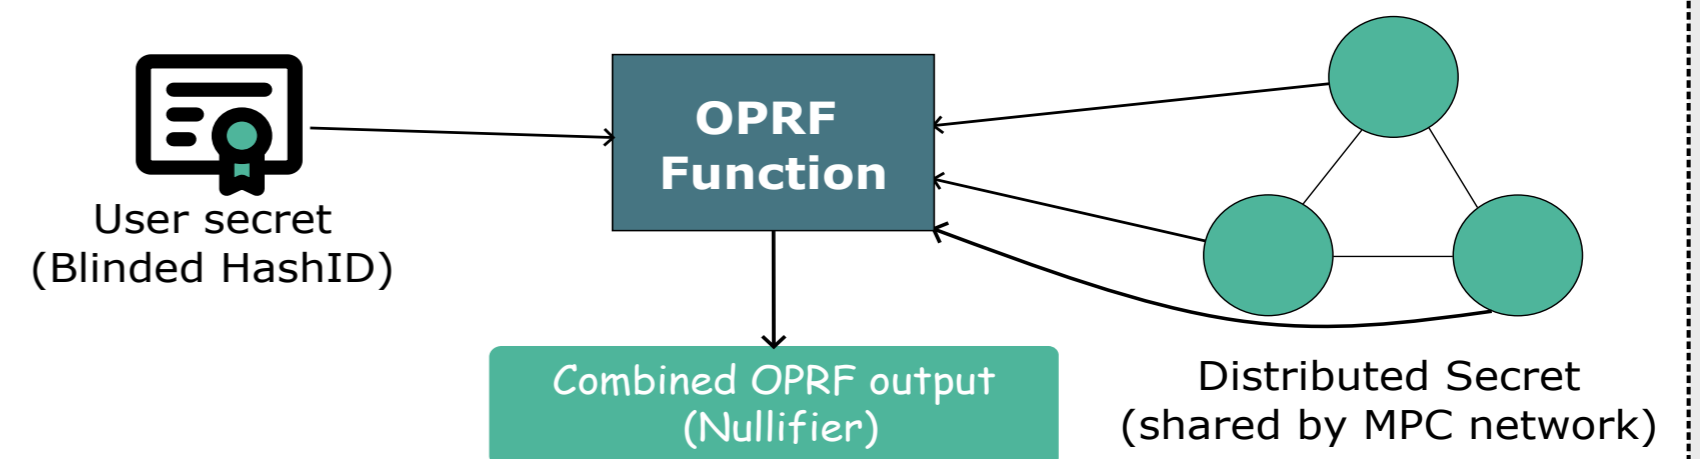 OPRF
Function
User secret
(Blinded HashID)
Combined OPRF output
(Nullifier)
Distributed Secret
(shared by MPC network)